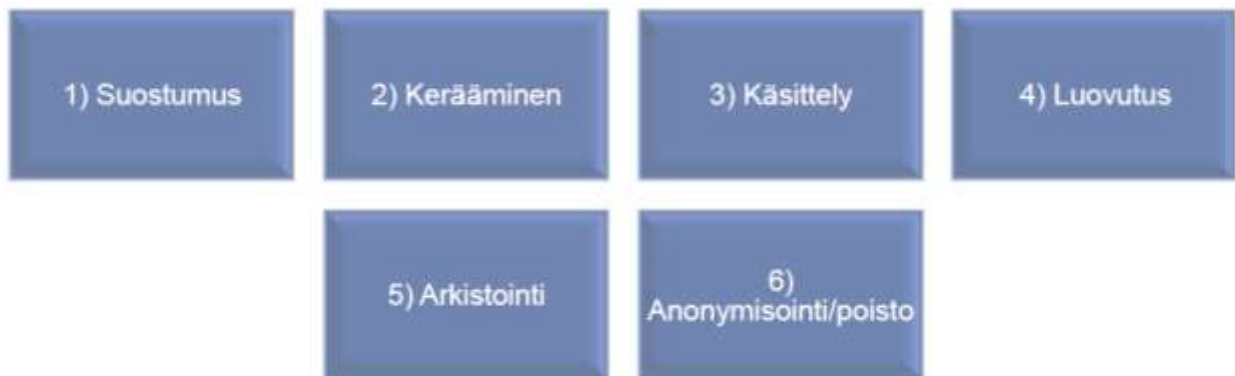 1) Suostumus
2) Kerääminen
3) Käsittely
4) Luovutus
5) Arkistointi
6)
Anonymisointi/poisto